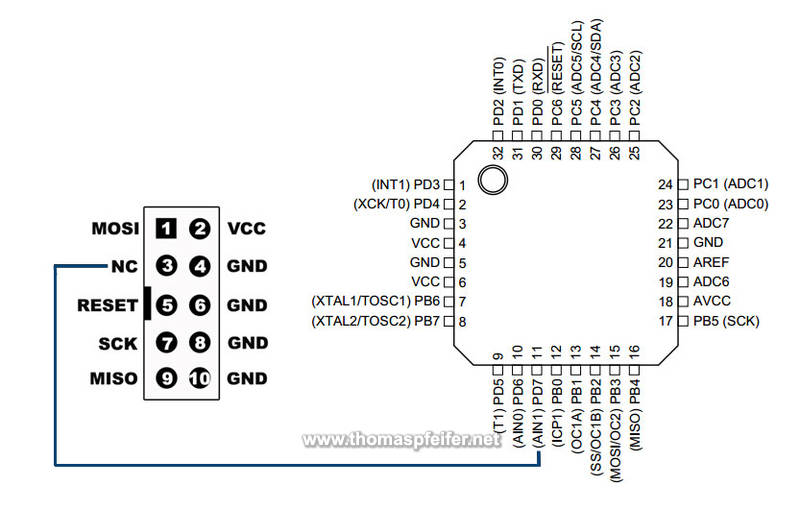 PD2 (INT0)
PD1 (TXD)
PD0 (RXD)
PC6 (RESET)
PC5 (ADC5/SCL)
PC4 (ADC4/SDA)
PC3 (ADC3)
PC2 (ADC2)
32 31 30 29 28 27 26 25
(INT1) PD3 1
(XCK/T0) PD4 2
GND 3
VCC 4
GND 5
VCC 6
(XTAL1/TOSC1) PB6 7
(XTAL2/TOSC2) PB7 8
24 PC1 (ADC1)
23 PC0 (ADC0)
22 ADC7
21 GND
20 AREF
19 ADC6
18 AVCC
17 PB5 (SCK)
MOSI 1 2 VCC
NC 3 4 GND
RESET 5 6 GND
SCK 7 8 GND
MISO 9 10 GND
9 10 11 12 13 14 15 16
(T1) PD5
(AIN0) PD6
(AIN1) PD7
(ICP1) PB0
(OC1A) PB1
(SS/OC1B) PB2
(MOSI/OC2) PB3
(MISO) PB4
www.thomaspfeifer.net